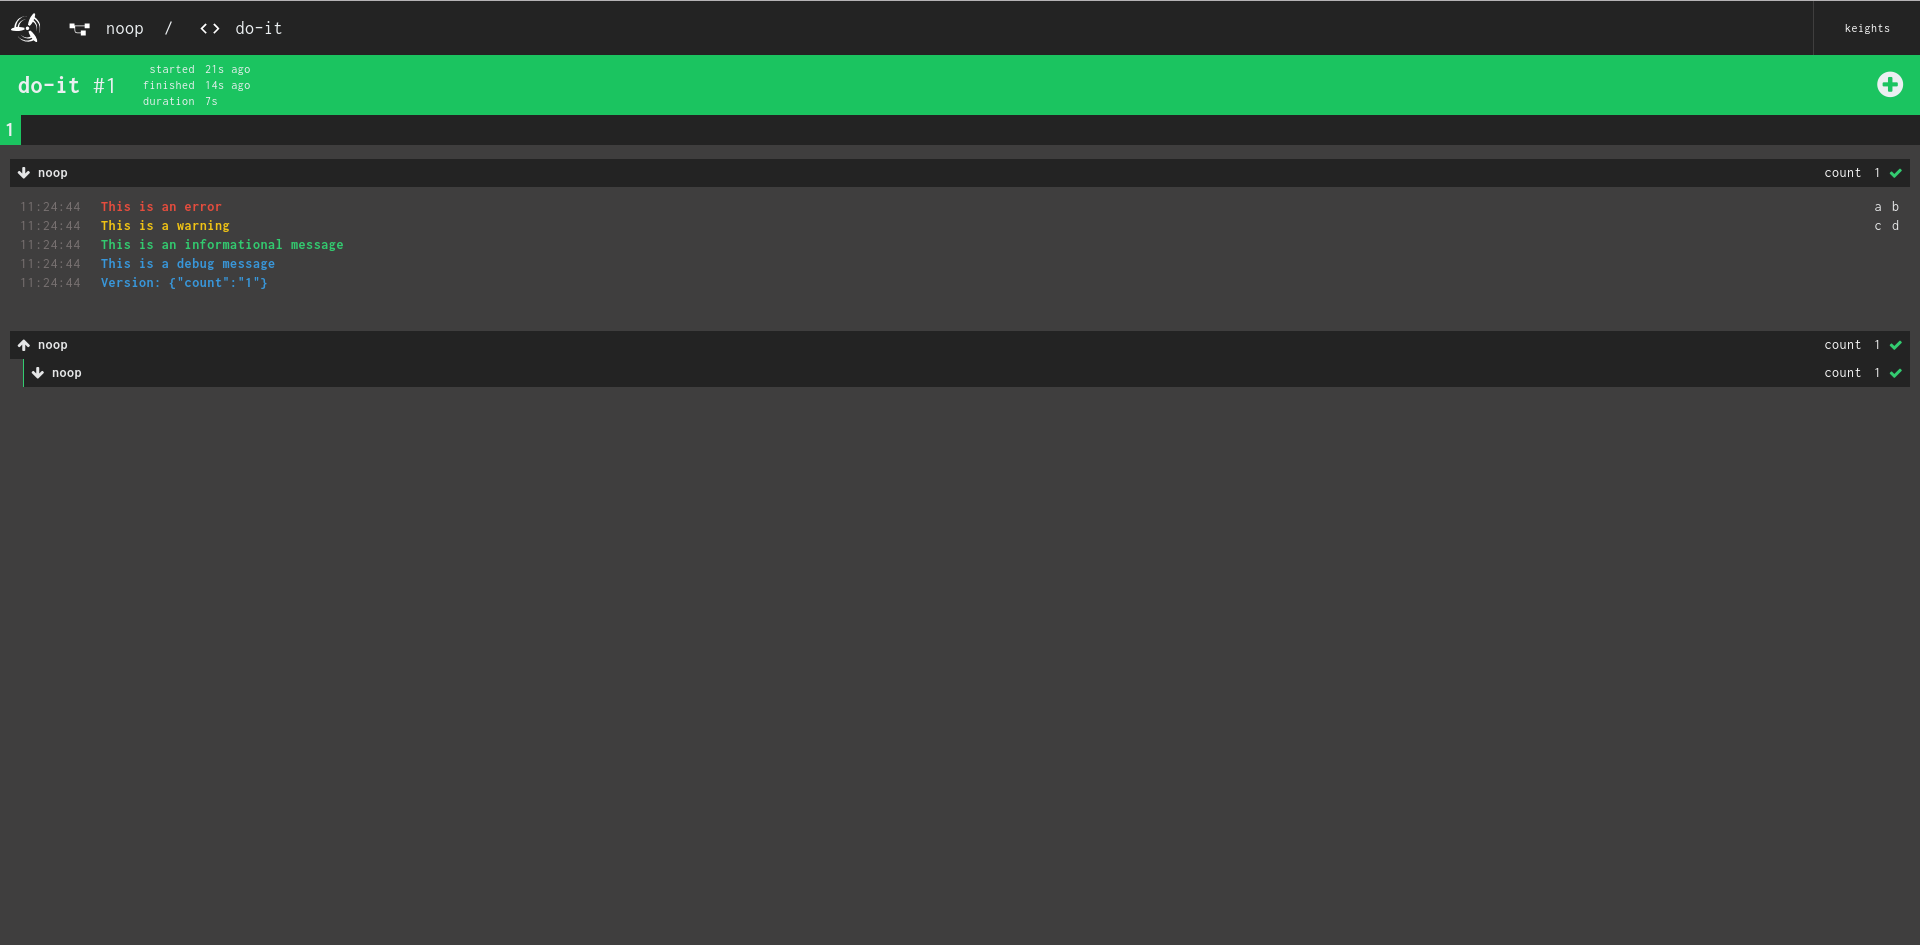 noop / <> do-it keights
do-it #1
started 21s ago
finished 14s ago
duration 7s
1
noop count 1
11:24:44 This is an error a b
11:24:44 This is a warning c d
11:24:44 This is an informational message
11:24:44 This is a debug message
11:24:44 Version: {"count":"1"}
noop count 1
noop count 1